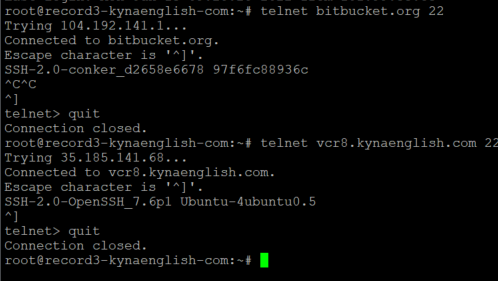 root@record3-kynaenglish-com:~# telnet bitbucket.org 22
Trying 104.192.141.1...
Connected to bitbucket.org.
Escape character is '^]'.
SSH-2.0-conker_d2658e6678 97f6fc88936c
^C^C
^]
telnet> quit
Connection closed.
root@record3-kynaenglish-com:~# telnet vcr8.kynaenglish.com 22
Trying 35.185.141.68...
Connected to vcr8.kynaenglish.com.
Escape character is '^]'.
SSH-2.0-OpenSSH_7.6p1 Ubuntu-4ubuntu0.5
^]
telnet> quit
Connection closed.
root@record3-kynaenglish-com:~#